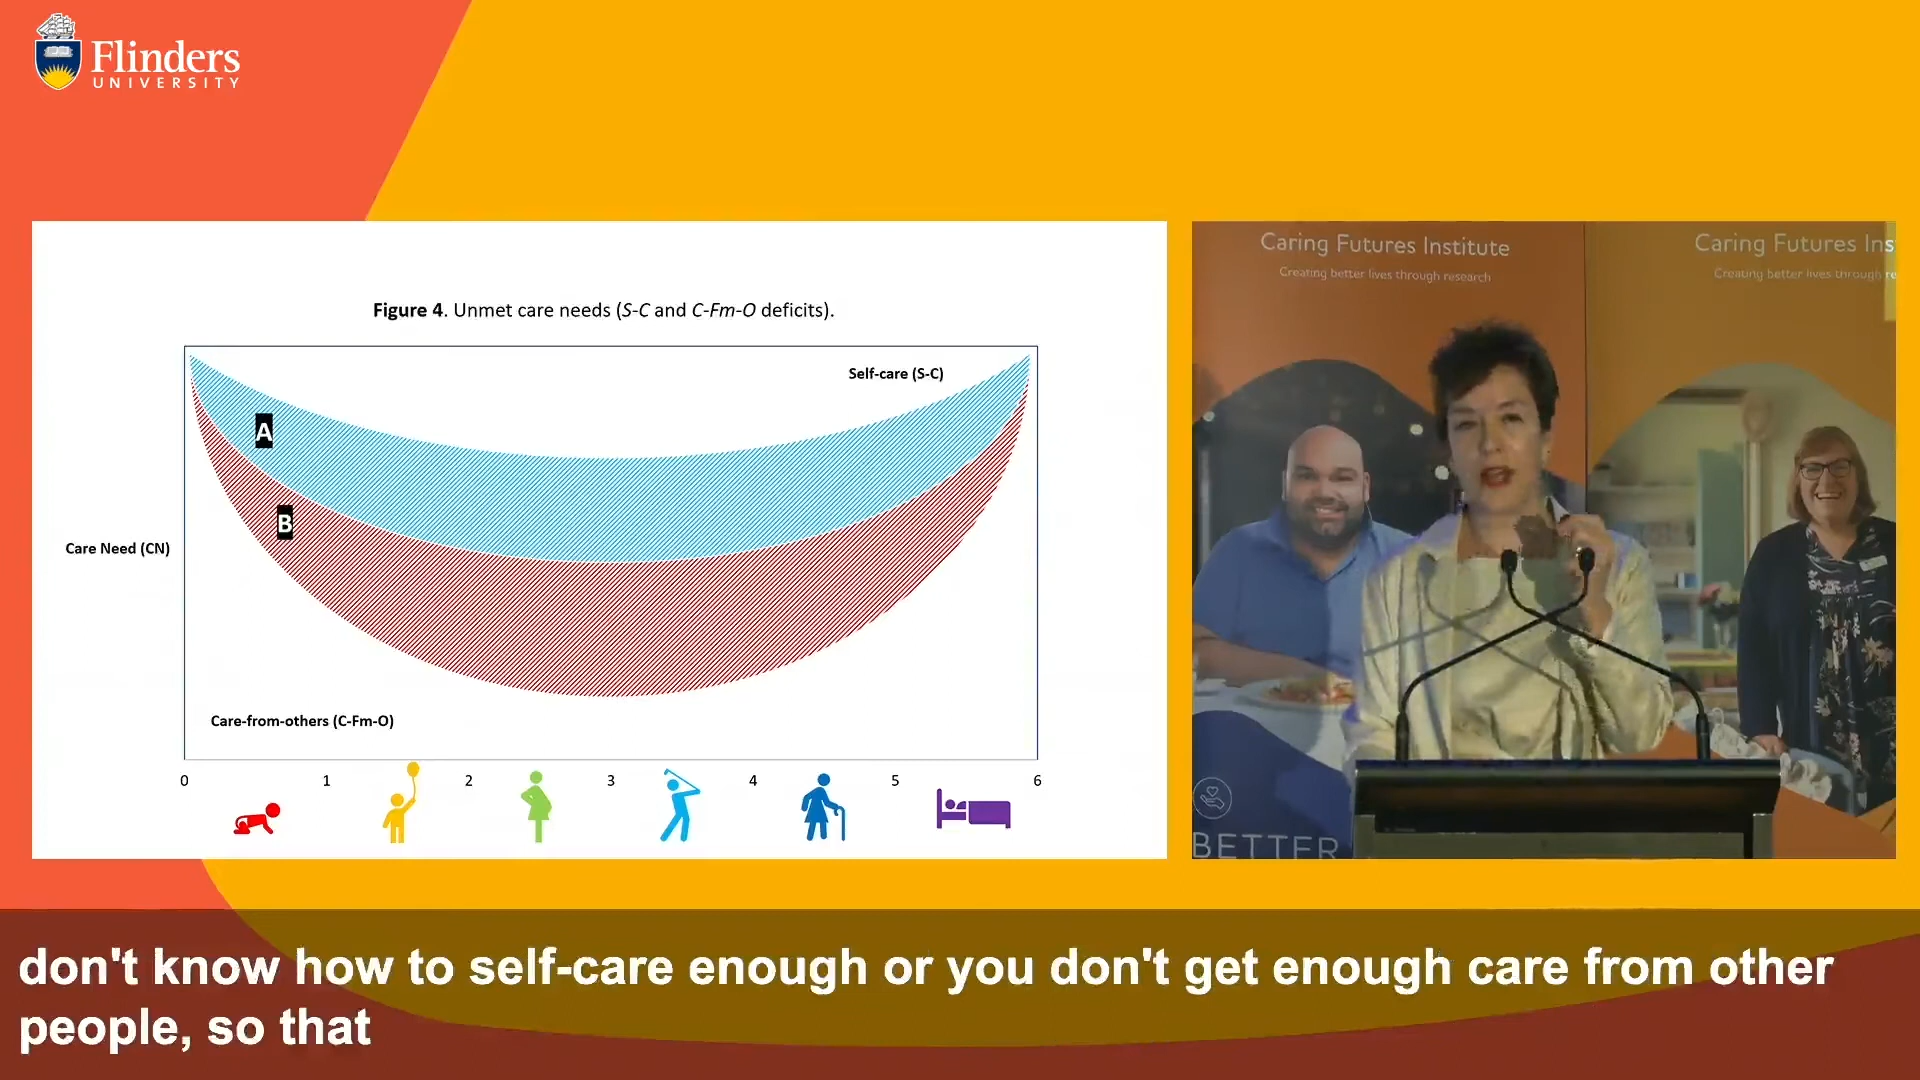 Flinders
UNIVERSITY
Figure 4. Unmet care needs (S-C and C-Fm-O deficits).
Self-care (S-C)
A
B
Care Need (CN)
Care-from-others (C-Fm-O)
0 1 2 3 4 5 6
Caring Futures Institute
Creating better lives through research
Caring Futures Ins
Creating better lives through re
BETTER
don't know how to self-care enough or you don't get enough care from other
people, so that